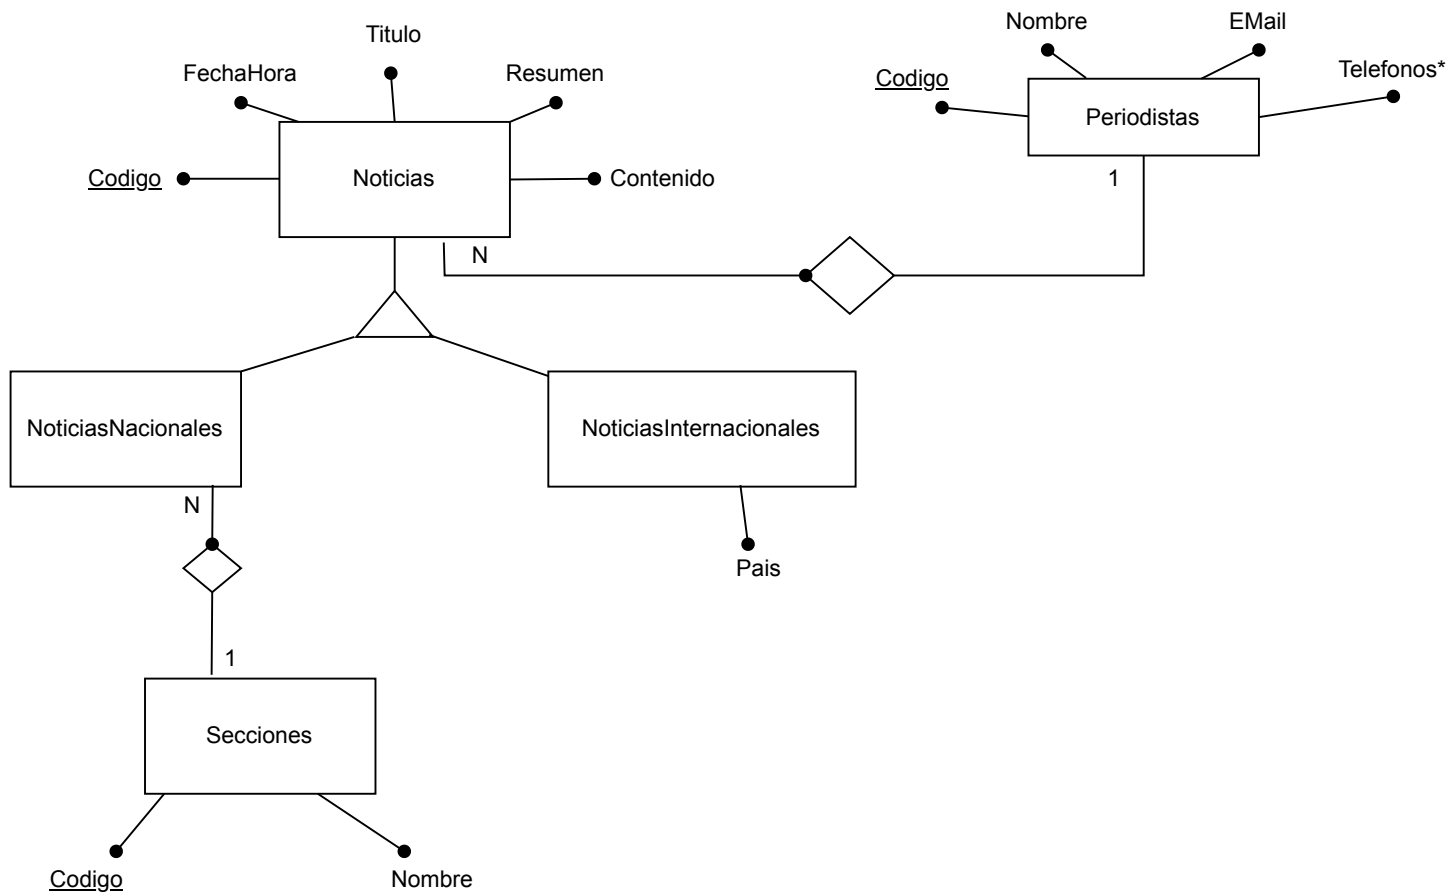 Nombre
EMail
Titulo
FechaHora
Resumen
Telefonos*
Codigo
Periodistas
Codigo
Noticias
Contenido
1
N
NoticiasNacionales
NoticiasInternacionales
N
Pais
1
Secciones
Codigo
Nombre